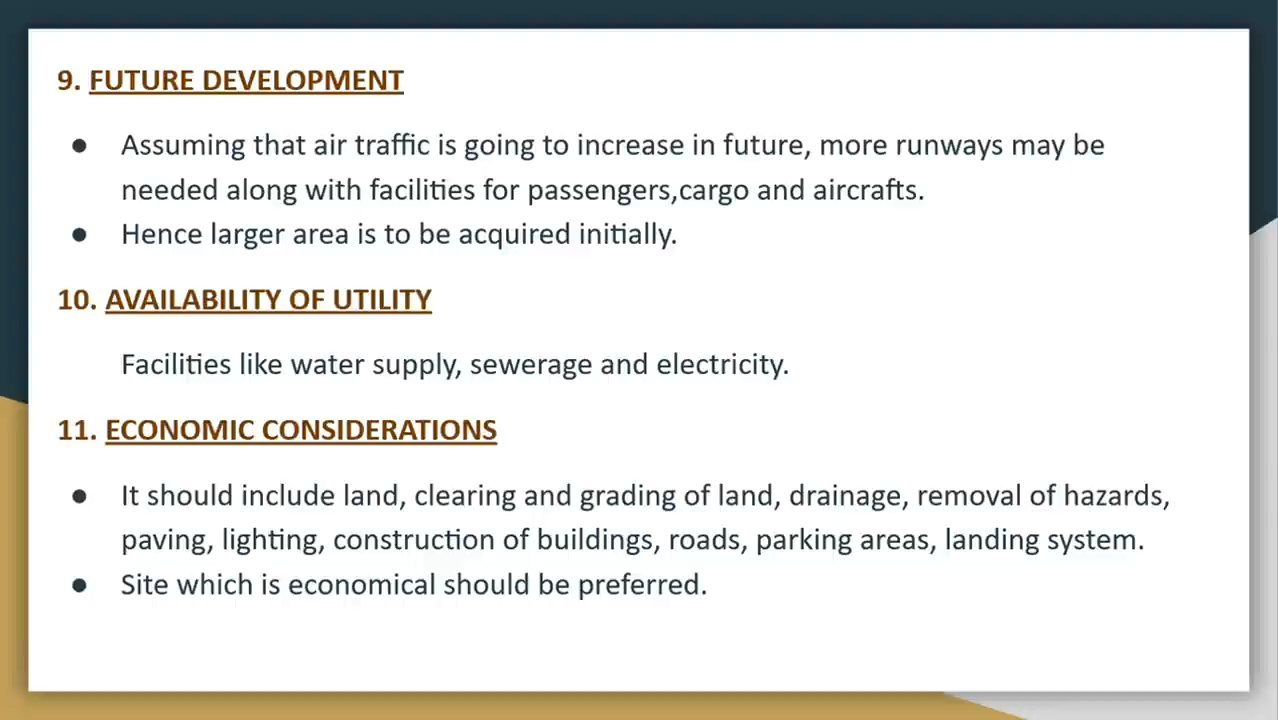 9. FUTURE DEVELOPMENT
● Assuming that air traffic is going to increase in future, more runways may be
needed along with facilities for passengers,cargo and aircrafts.
● Hence larger area is to be acquired initially.
10. AVAILABILITY OF UTILITY
Facilities like water supply, sewerage and electricity.
11. ECONOMIC CONSIDERATIONS
● It should include land, clearing and grading of land, drainage, removal of hazards,
paving, lighting, construction of buildings, roads, parking areas, landing system.
● Site which is economical should be preferred.